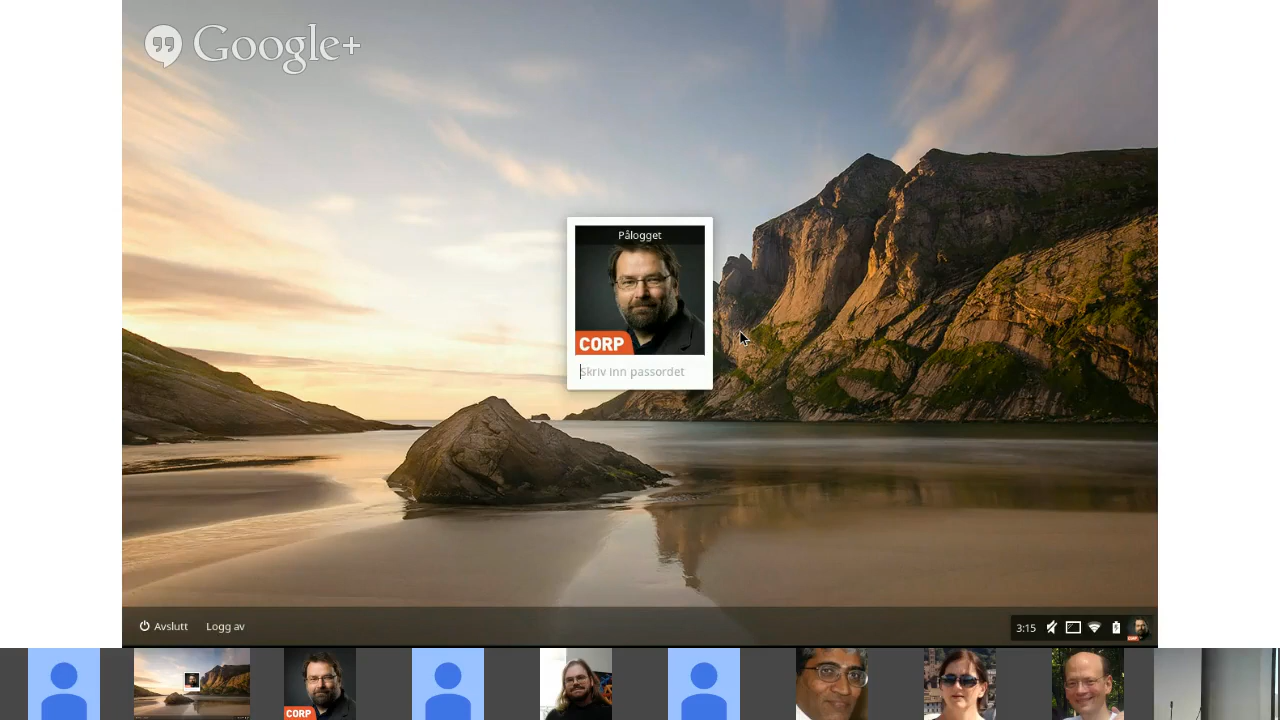 Google+
Pålogget
CORP
Skriv inn passordet
Avslutt Logg av
3:15
CORP